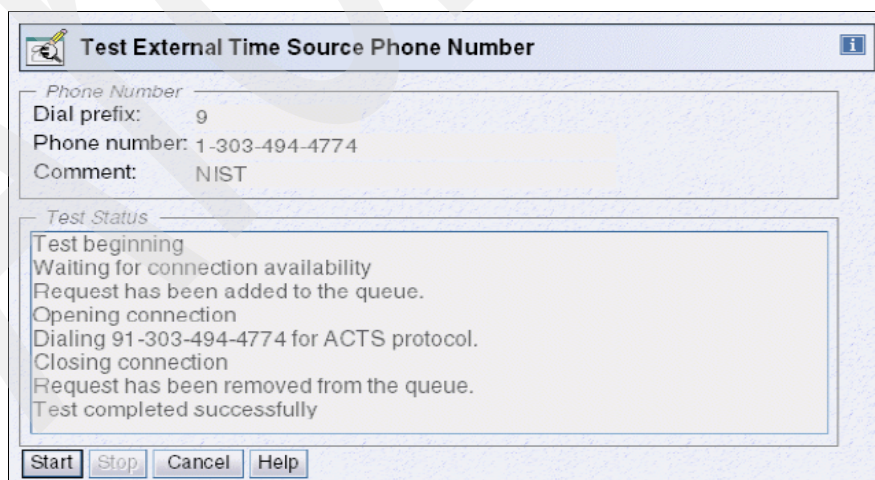 Test External Time Source Phone Number
i
Phone Number
Dial prefix: 9
Phone number: 1-303-494-4774
Comment: NIST
Test Status
Test beginning
Waiting for connection availability
Request has been added to the queue.
Opening connection
Dialing 91-303-494-4774 for ACTS protocol.
Closing connection
Request has been removed from the queue.
Test completed successfully
Start Stop Cancel Help